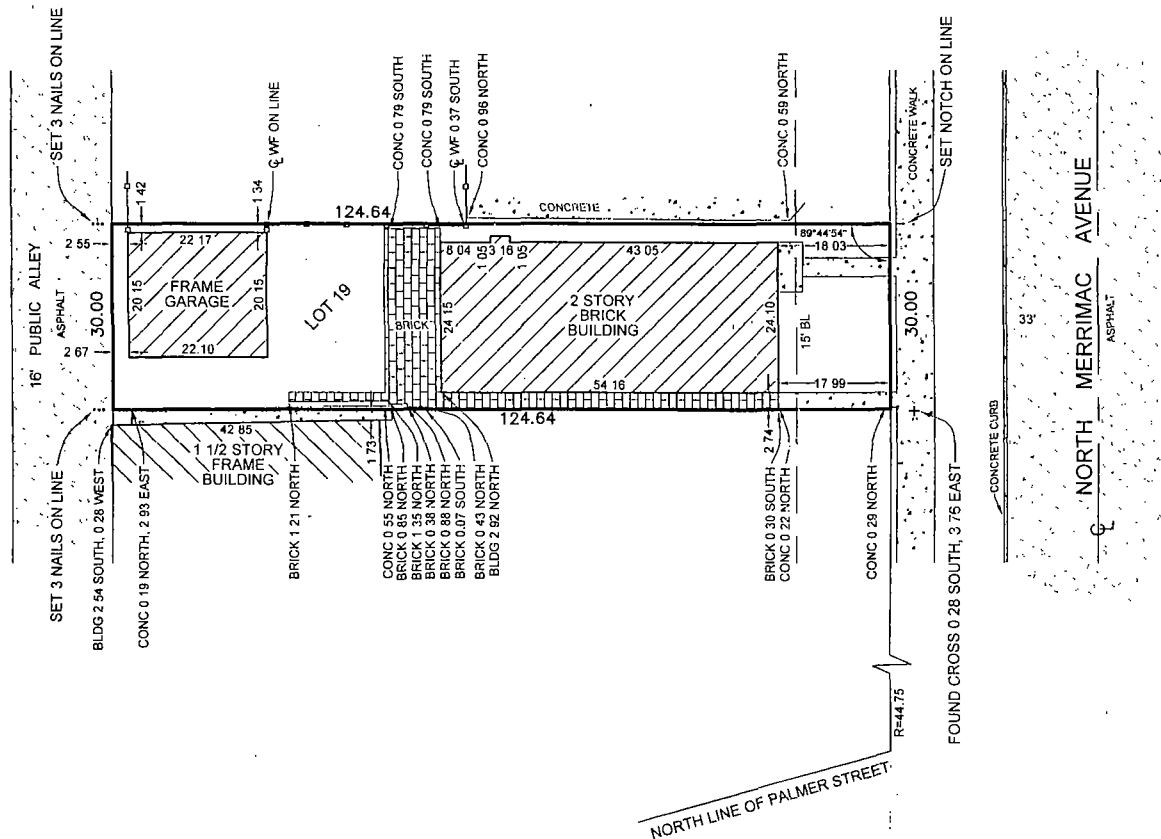 SET 3 NAILS ON LINE
16' PUBLIC ALLEY
ASPHALT
SET 3 NAILS ON LINE
30.00
2 55
2 67
1 42
1 34
22 17
20 15
FRAME
GARAGE
20 15
22.10
℄ WF ON LINE
124.64
LOT 19
CONC 0 79 SOUTH
CONC 0 79 SOUTH
℄ WF 0 37 SOUTH
CONC 0 96 NORTH
CONCRETE
CONC 0 59 NORTH
BRICK
8 04
1 05
3 16
1 05
43 05
24 15
2 STORY
BRICK
BUILDING
24.10
54 16
15' BL
89°44'54"
18 03
17 99
2 74
124.64
30.00
CONCRETE WALK
SET NOTCH ON LINE
33'
CONCRETE CURB
NORTH MERRIMAC AVENUE
ASPHALT
℄
42 85
1 1/2 STORY
FRAME
BUILDING
1 73
BLDG 2 54 SOUTH, 0 28 WEST
CONC 0 19 NORTH, 2 93 EAST
BRICK 1 21 NORTH
CONC 0 55 NORTH
BRICK 0 85 NORTH
BRICK 1 35 NORTH
BRICK 0 38 NORTH
BRICK 0 88 NORTH
BRICK 0.07 SOUTH
BRICK 0 43 NORTH
BLDG 2 92 NORTH
BRICK 0 30 SOUTH
CONC 0 22 NORTH
CONC 0 29 NORTH
FOUND CROSS 0 28 SOUTH, 3 75 EAST
R=44.75
NORTH LINE OF PALMER STREET